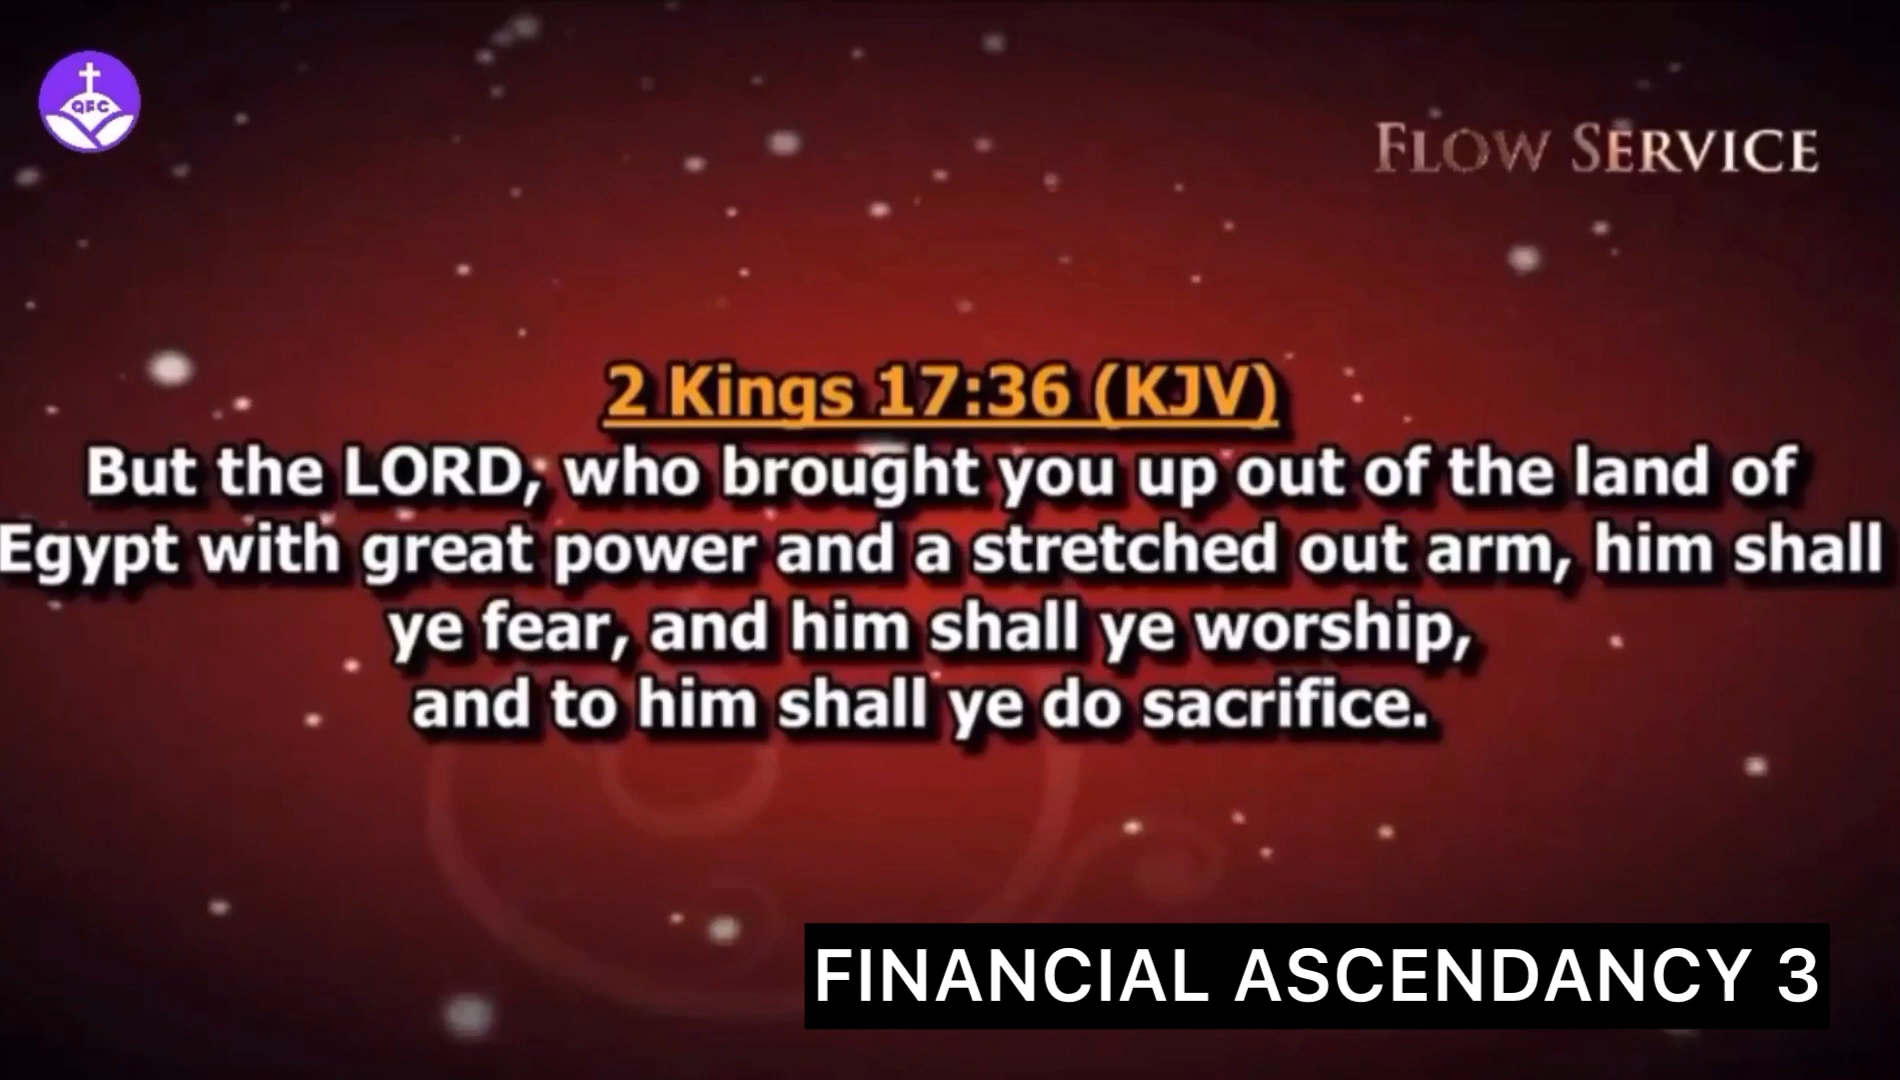 QFC
FLOW SERVICE
2 Kings 17:36 (KJV)
But the LORD, who brought you up out of the land of
Egypt with great power and a stretched out arm, him shall
ye fear, and him shall ye worship,
and to him shall ye do sacrifice.
FINANCIAL ASCENDANCY 3